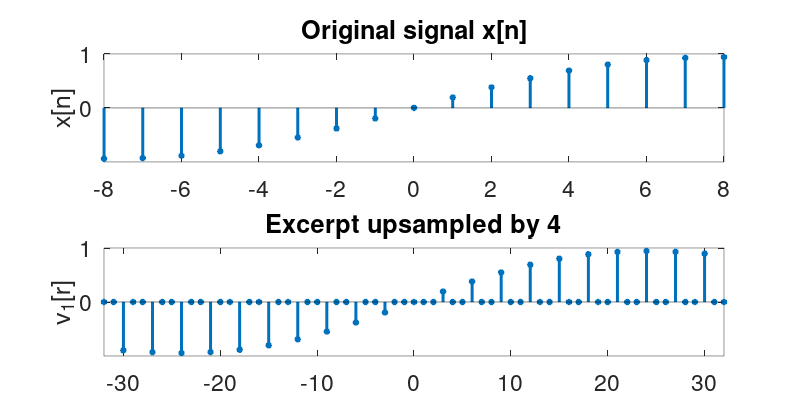 Original signal x[n]
1
x[n]
0
-8 -6 -4 -2 0 2 4 6 8
Excerpt upsampled by 4
1
v₁[r]
0
-30 -20 -10 0 10 20 30